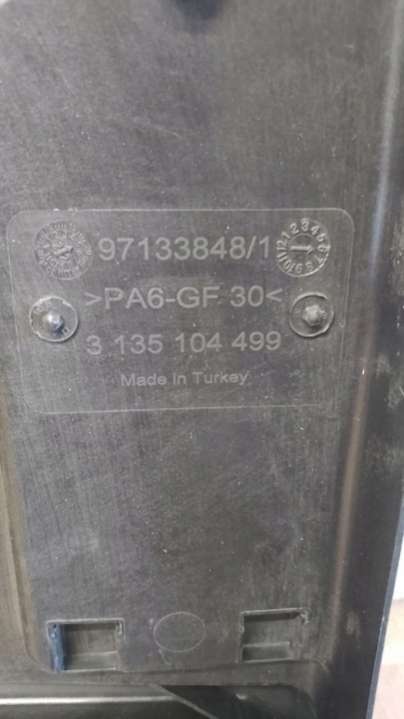 97133848/1
>PA6-GF 30<
3 135 104 499
Made In Turkey